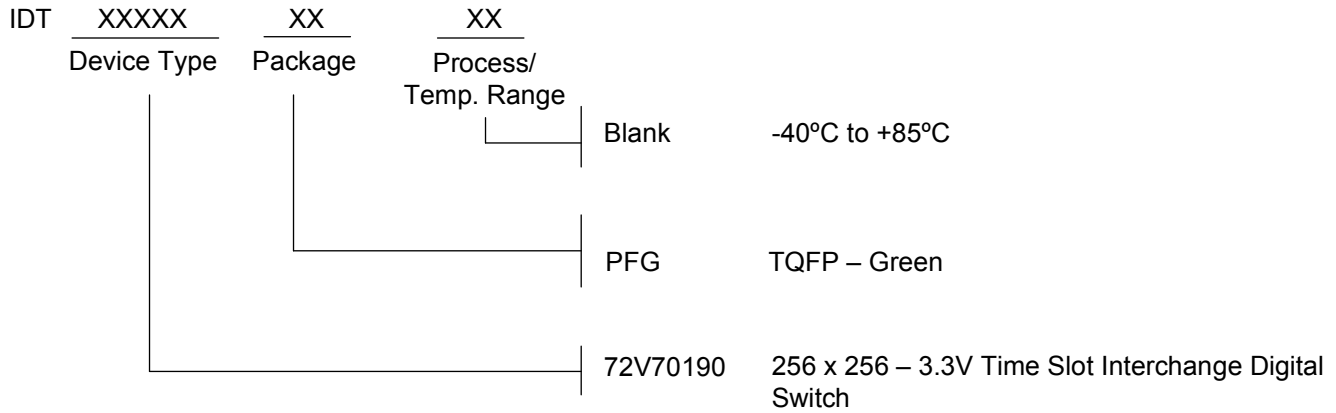 IDT XXXXX XX XX
Device Type Package Process/
Temp. Range
Blank -40ºC to +85ºC
PFG TQFP – Green
72V70190 256 x 256 – 3.3V Time Slot Interchange Digital
Switch